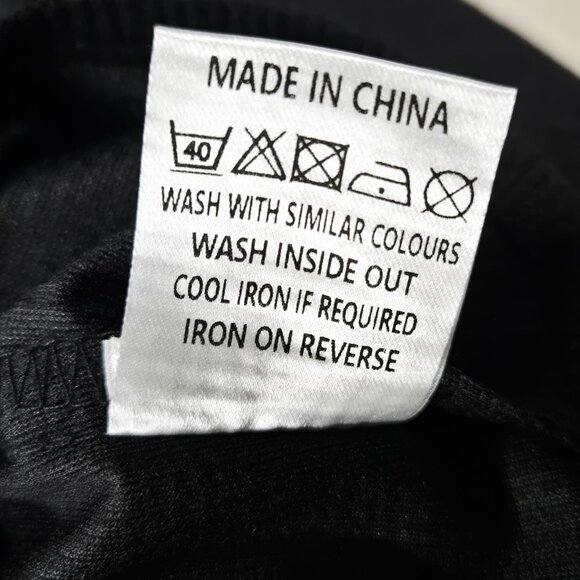 MADE IN CHINA
40
WASH WITH SIMILAR COLOURS
WASH INSIDE OUT
COOL IRON IF REQUIRED
IRON ON REVERSE